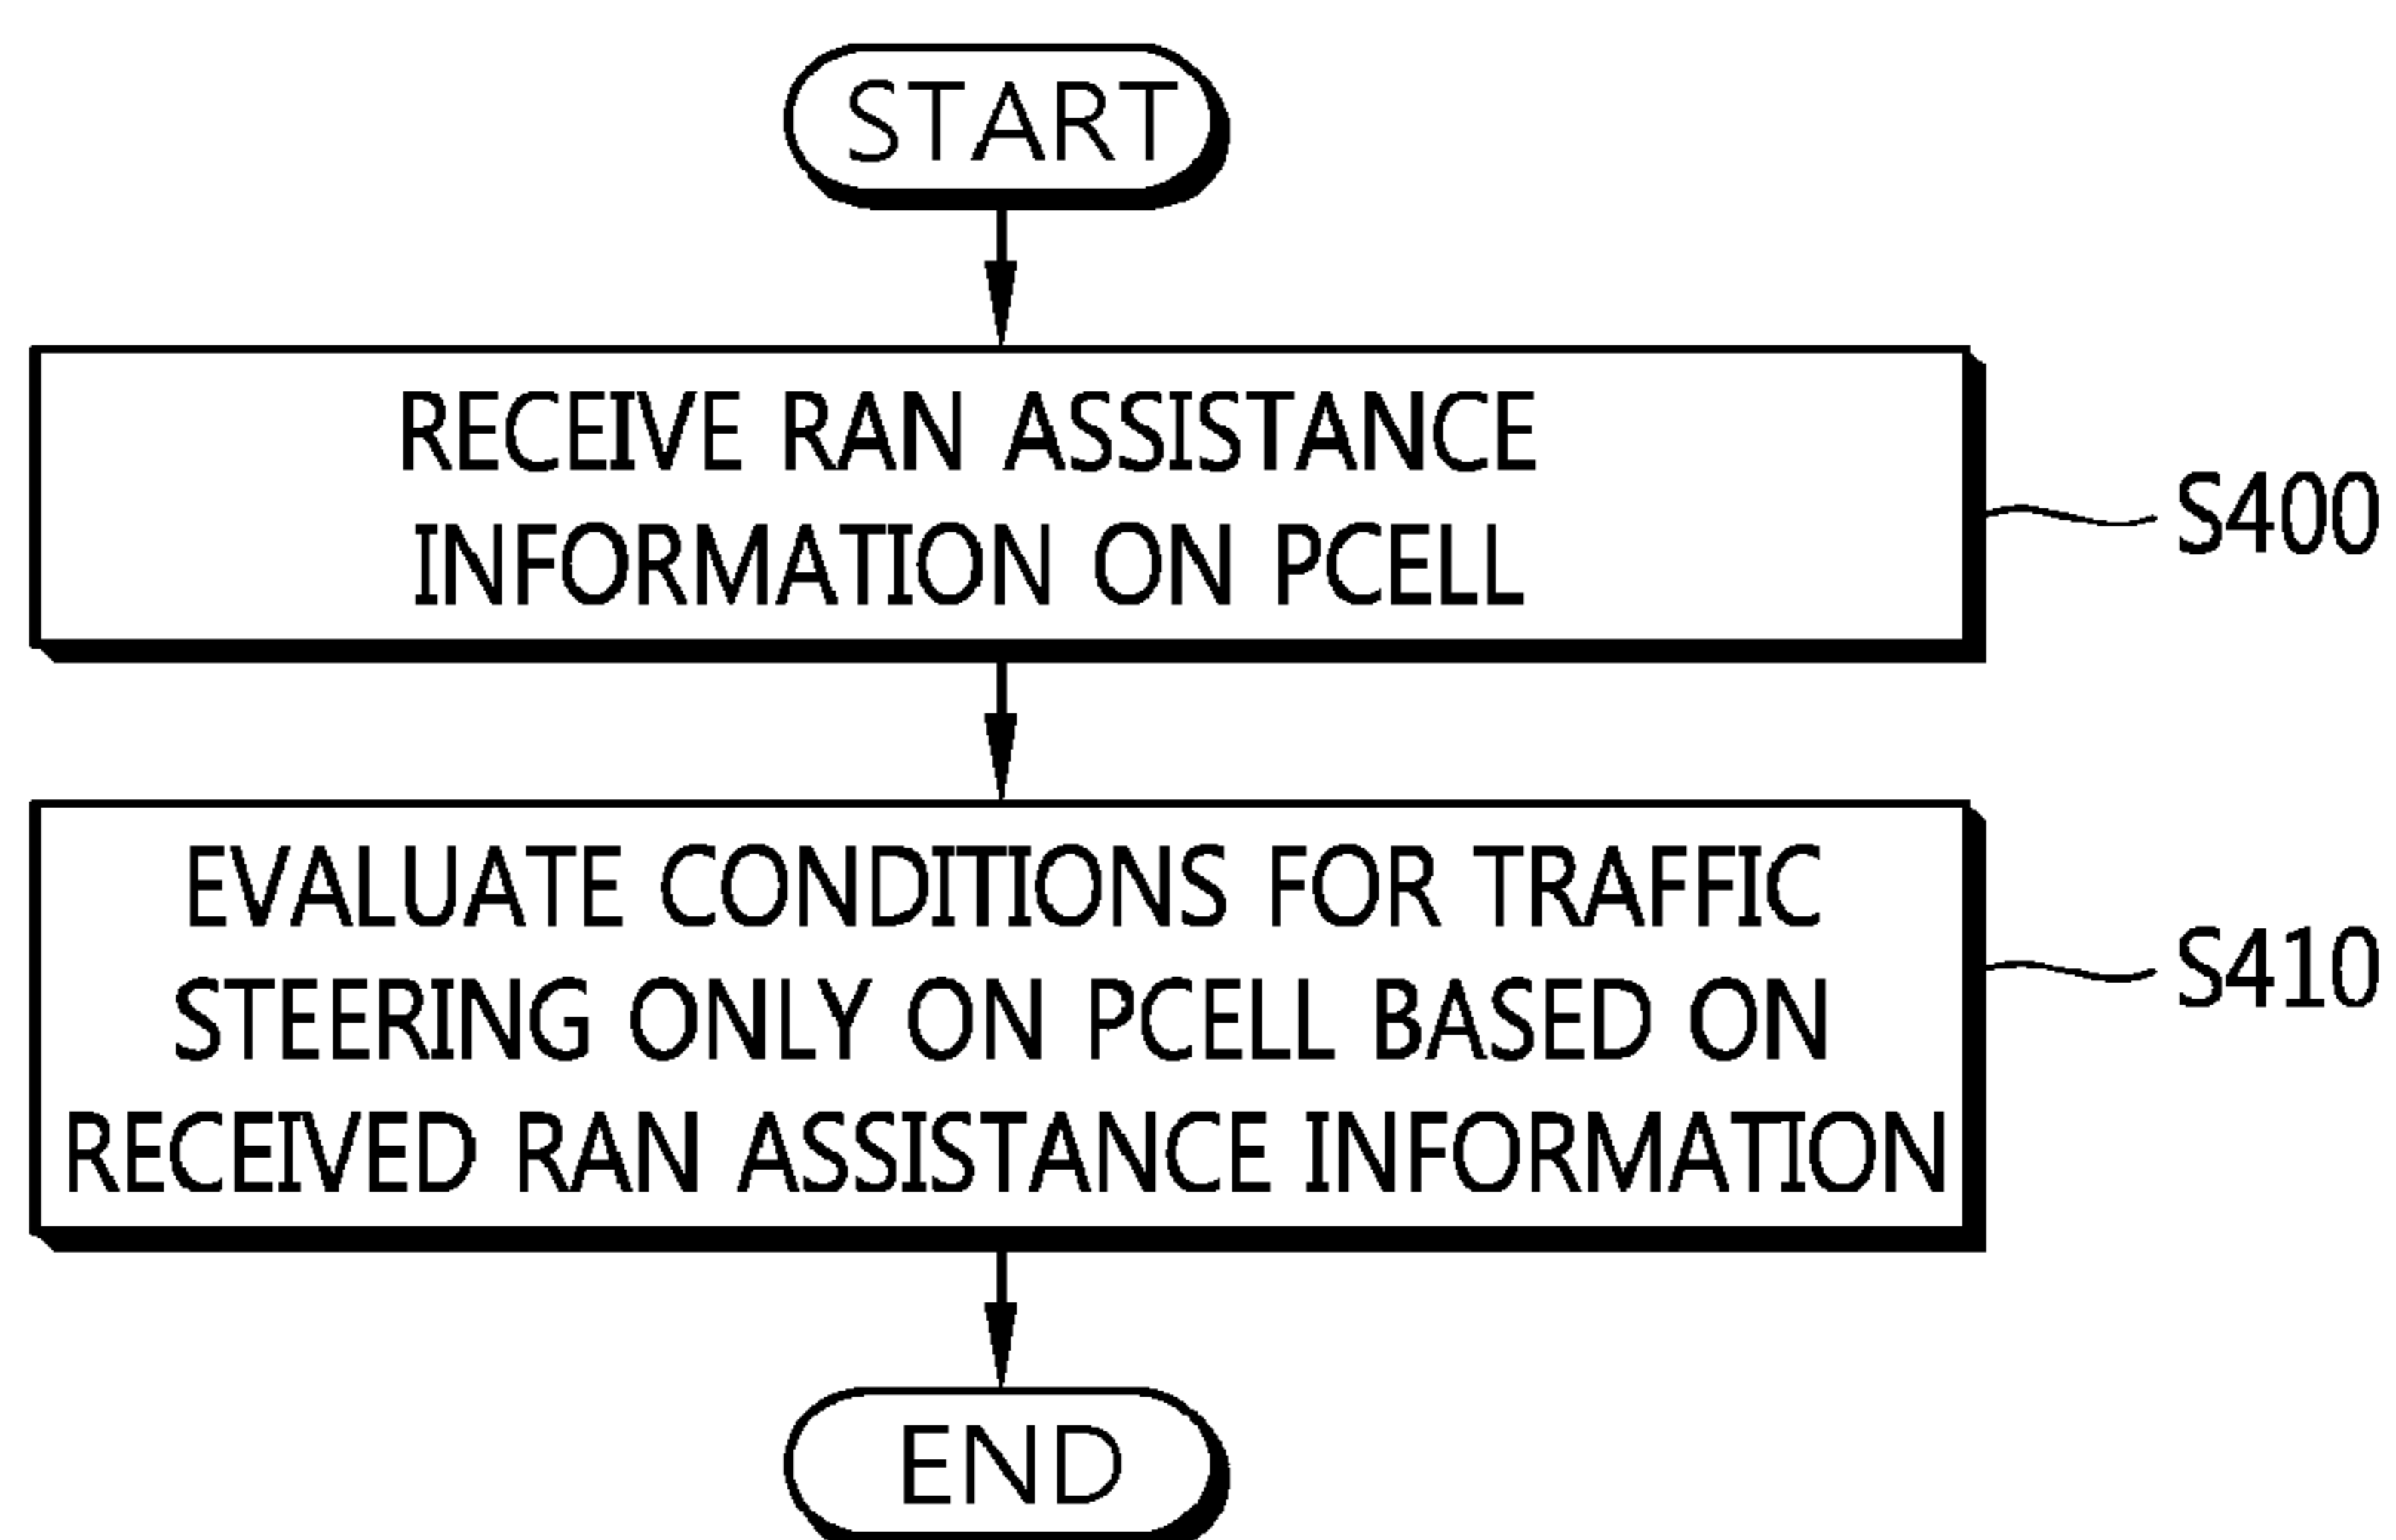 START
RECEIVE RAN ASSISTANCE
INFORMATION ON PCELL
S400
EVALUATE CONDITIONS FOR TRAFFIC
STEERING ONLY ON PCELL BASED ON
RECEIVED RAN ASSISTANCE INFORMATION
S410
END